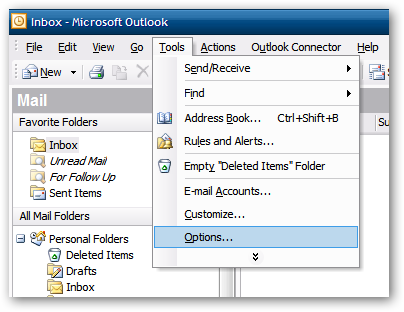 Inbox - Microsoft Outlook
File Edit View Go Tools Actions Outlook Connector Help
New
Mail
Favorite Folders
Inbox
Unread Mail
For Follow Up
Sent Items
All Mail Folders
Personal Folders
Deleted Items
Drafts
Inbox
Send/Receive
Find
Address Book... Ctrl+Shift+B
Rules and Alerts...
Empty "Deleted Items" Folder
E-mail Accounts...
Customize...
Options...